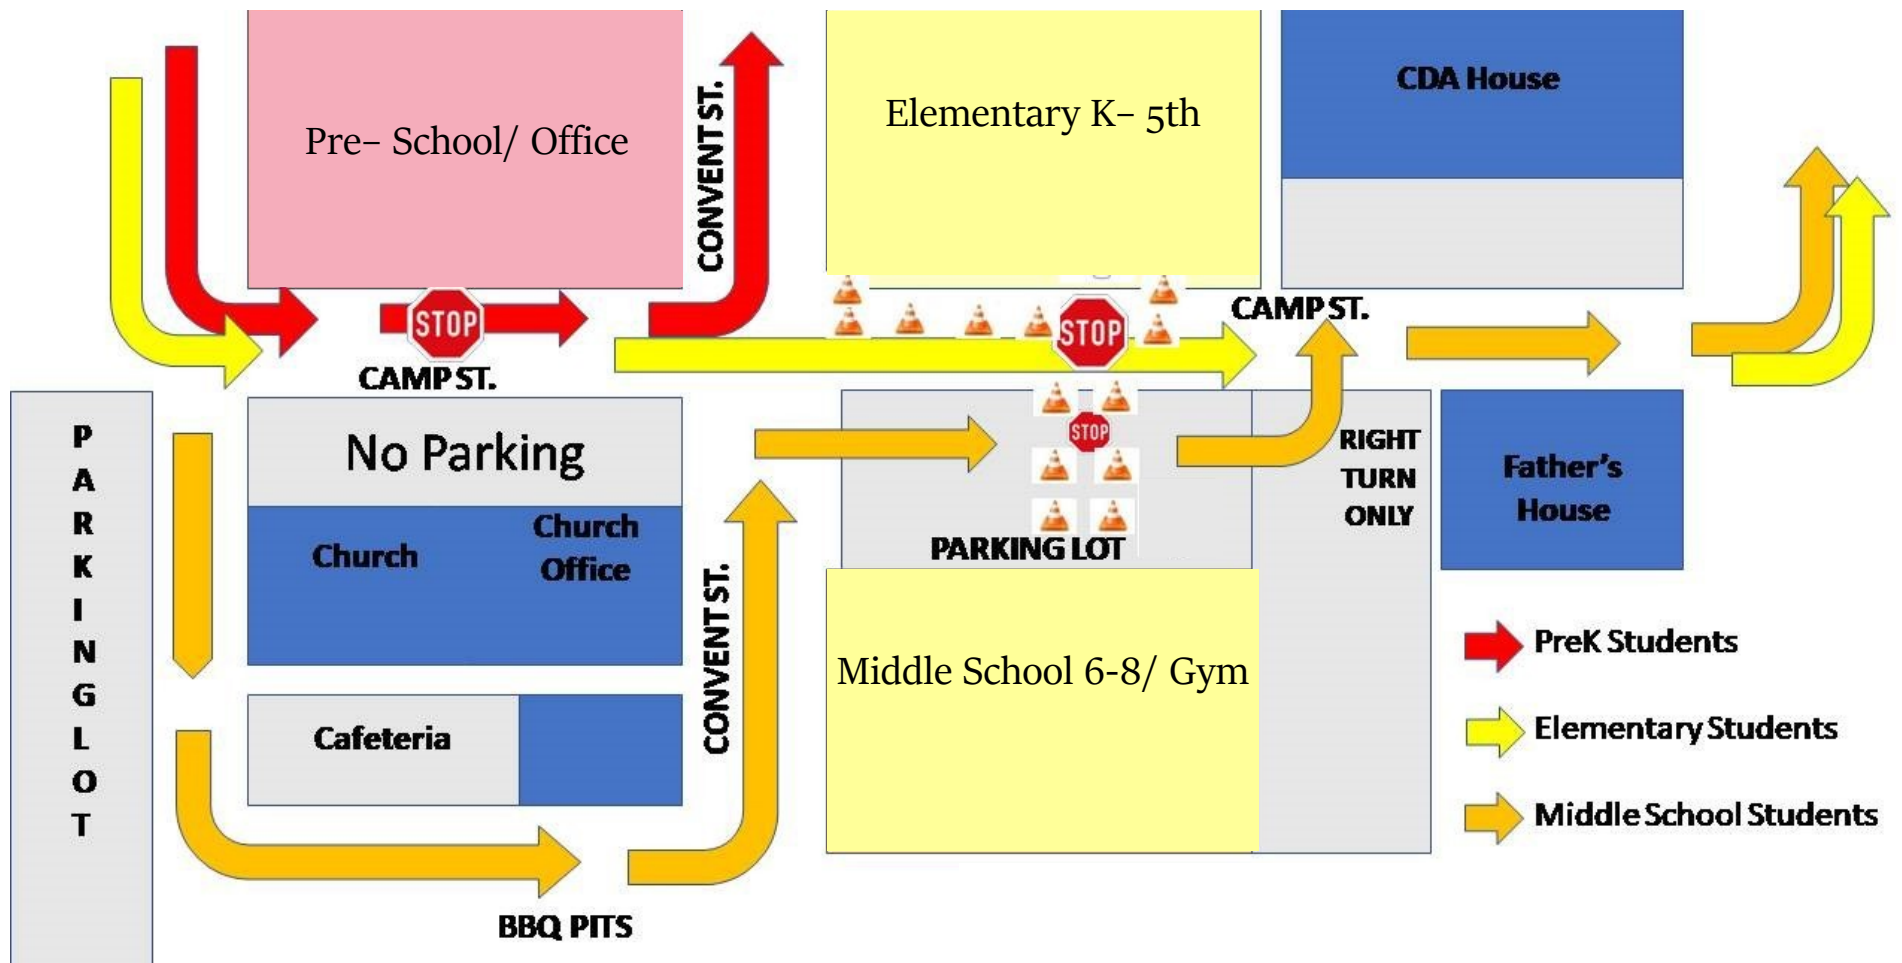 Pre– School/ Office
CONVENT ST.
Elementary K– 5th
CDA House
STOP
CAMP ST.
STOP
CAMP ST.
PARKING LOT
No Parking
Church
Church
Office
Cafeteria
BBQ PITS
CONVENT ST.
STOP
PARKING LOT
RIGHT
TURN
ONLY
Father's
House
Middle School 6-8/ Gym
PreK Students
Elementary Students
Middle School Students